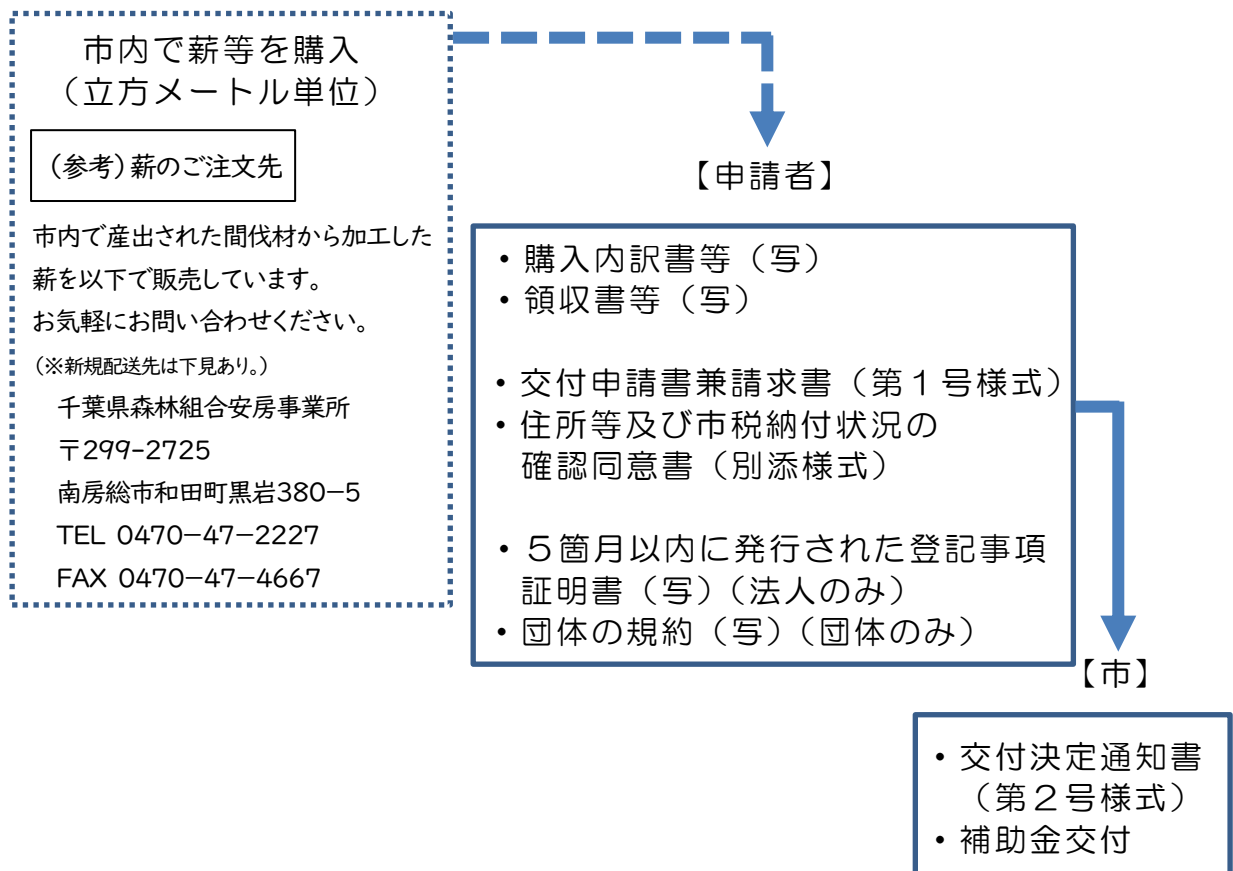 市内で薪等を購入
（立方メートル単位）
（参考）薪のご注文先
市内で産出された間伐材から加工した
薪を以下で販売しています。
お気軽にお問い合わせください。
（※新規配送先は下見あり。）
千葉県森林組合安房事業所
〒299-2725
南房総市和田町黒岩380－5
TEL 0470－47－2227
FAX 0470－47－4667
【申請者】
・購入内訳書等（写）
・領収書等（写）
・交付申請書兼請求書（第１号様式）
・住所等及び市税納付状況の
確認同意書（別添様式）
・５箇月以内に発行された登記事項
証明書（写）（法人のみ）
・団体の規約（写）（団体のみ）
【市】
・交付決定通知書
（第２号様式）
・補助金交付